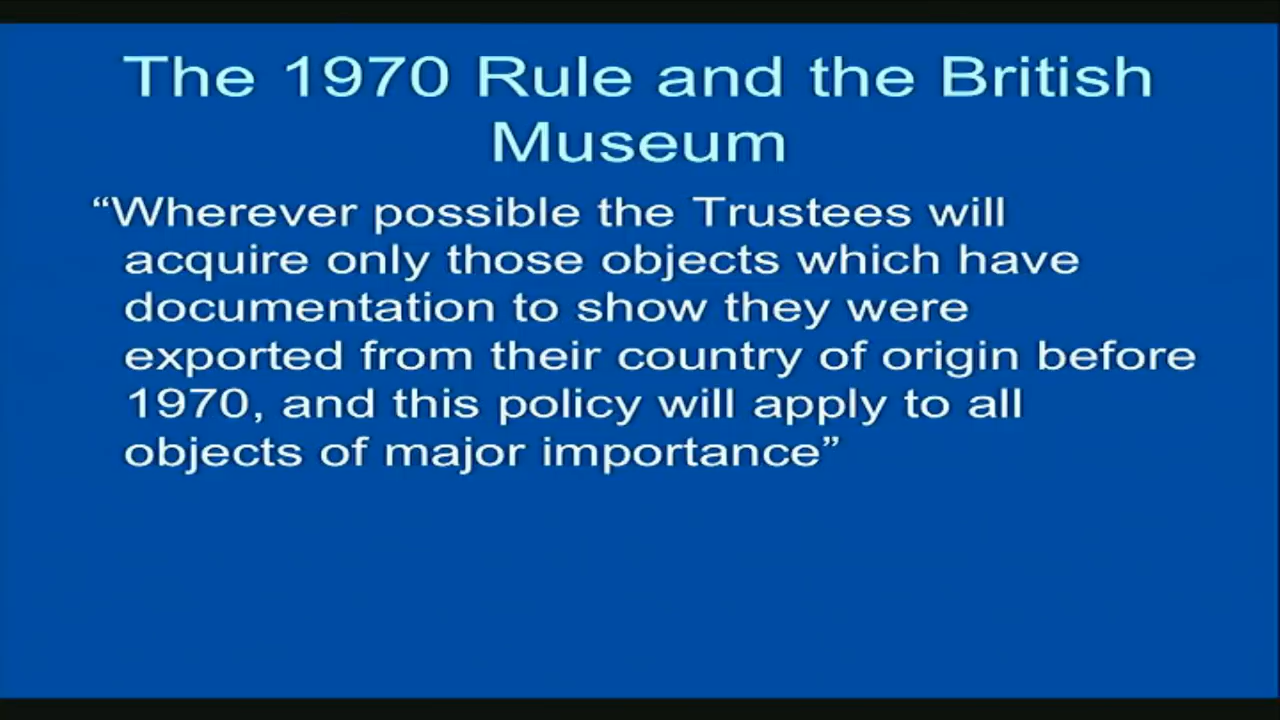 The 1970 Rule and the British
Museum
“Wherever possible the Trustees will
acquire only those objects which have
documentation to show they were
exported from their country of origin before
1970, and this policy will apply to all
objects of major importance”